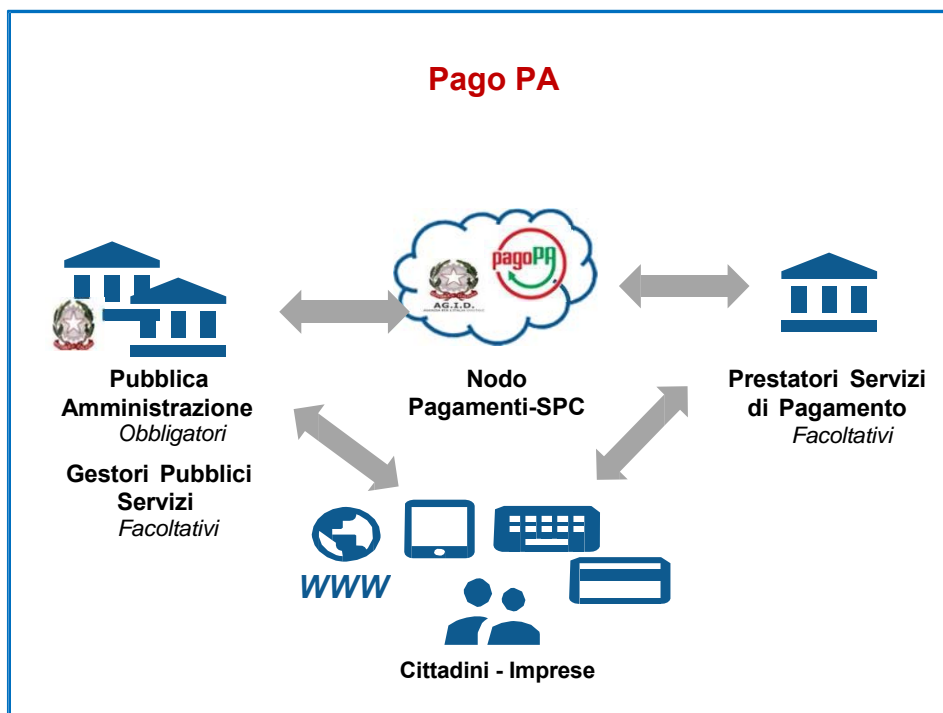 Pago PA
pagoPA
AG.I.D.
Pubblica
Amministrazione
Obbligatori
Gestori Pubblici
Servizi
Facoltativi
Nodo
Pagamenti-SPC
Prestatori Servizi
di Pagamento
Facoltativi
WWW
Cittadini - Imprese